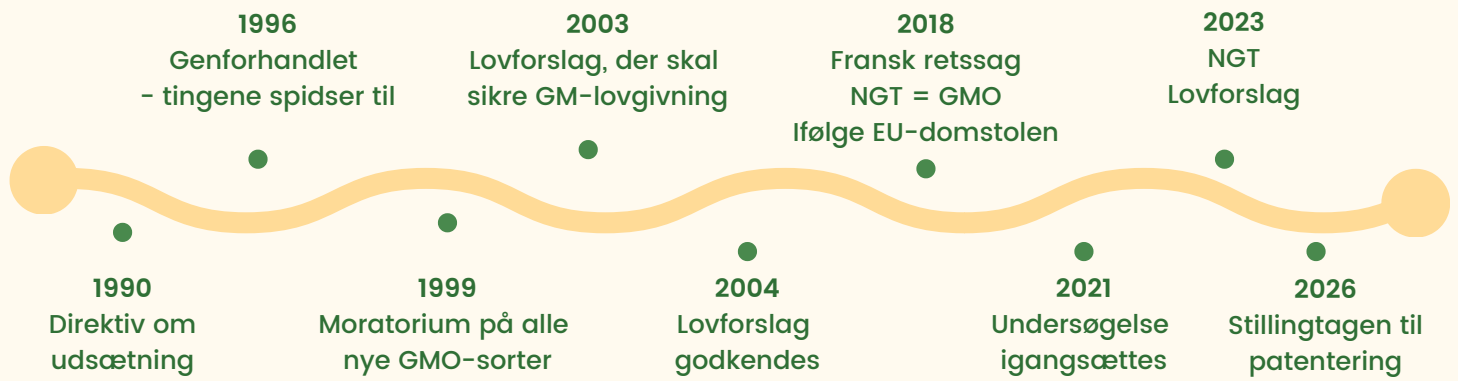 1990
Direktiv om
udsætning
1996
Genforhandlet
- tingene spidser til
1999
Moratorium på alle
nye GMO-sorter
2003
Lovforslag, der skal
sikre GM-lovgivning
2004
Lovforslag
godkendes
2018
Fransk retssag
NGT = GMO
Ifølge EU-domstolen
2021
Undersøgelse
igangsættes
2023
NGT
Lovforslag
2026
Stillingtagen til
patentering